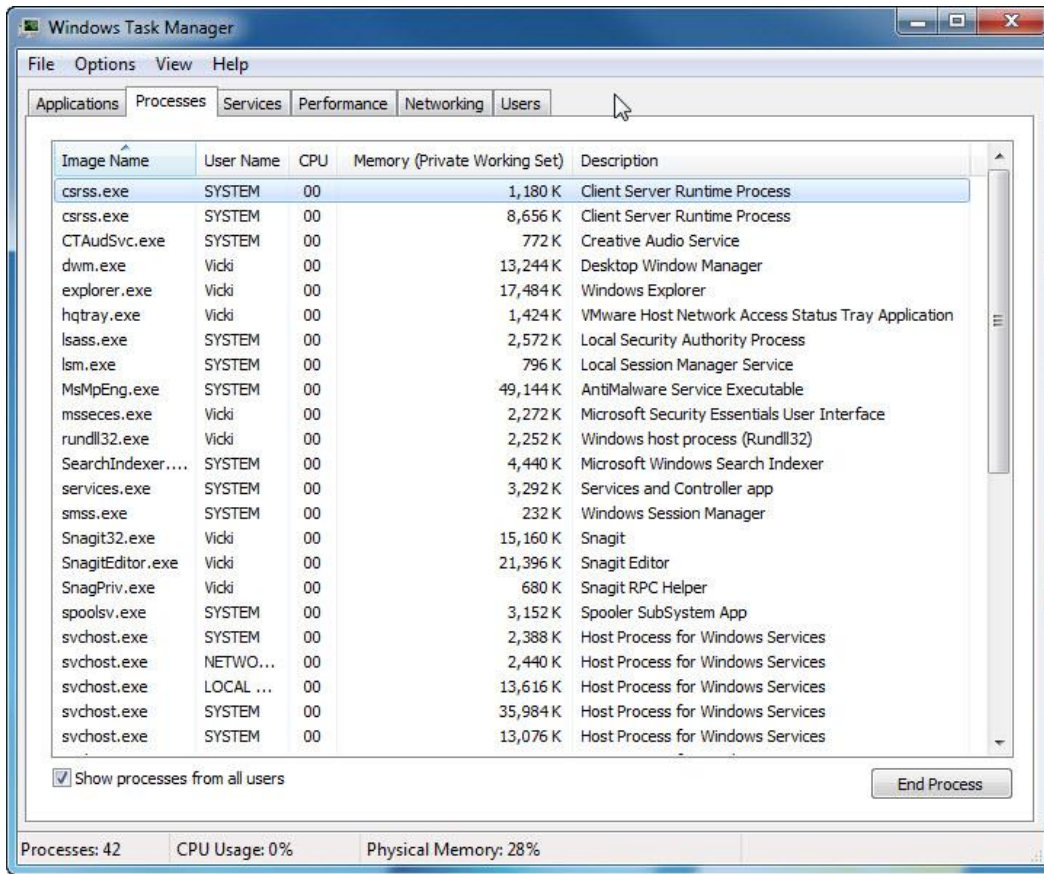 Windows Task Manager
File Options View Help
Applications Processes Services Performance Networking Users
Image Name User Name CPU Memory (Private Working Set) Description
csrss.exe SYSTEM 00 1,180 K Client Server Runtime Process
csrss.exe SYSTEM 00 8,656 K Client Server Runtime Process
CTAudSvc.exe SYSTEM 00 772 K Creative Audio Service
dwm.exe Vicki 00 13,244 K Desktop Window Manager
explorer.exe Vicki 00 17,484 K Windows Explorer
hqtray.exe Vicki 00 1,424 K VMware Host Network Access Status Tray Application
lsass.exe SYSTEM 00 2,572 K Local Security Authority Process
lsm.exe SYSTEM 00 796 K Local Session Manager Service
MsMpEng.exe SYSTEM 00 49,144 K AntiMalware Service Executable
msseces.exe Vicki 00 2,272 K Microsoft Security Essentials User Interface
rundll32.exe Vicki 00 2,252 K Windows host process (Rundll32)
SearchIndexer.... SYSTEM 00 4,440 K Microsoft Windows Search Indexer
services.exe SYSTEM 00 3,292 K Services and Controller app
smss.exe SYSTEM 00 232 K Windows Session Manager
Snagit32.exe Vicki 00 15,160 K Snagit
SnagitEditor.exe Vicki 00 21,396 K Snagit Editor
SnagPriv.exe Vicki 00 680 K Snagit RPC Helper
spoolsv.exe SYSTEM 00 3,152 K Spooler SubSystem App
svchost.exe SYSTEM 00 2,388 K Host Process for Windows Services
svchost.exe NETWO... 00 2,440 K Host Process for Windows Services
svchost.exe LOCAL ... 00 13,616 K Host Process for Windows Services
svchost.exe SYSTEM 00 35,984 K Host Process for Windows Services
svchost.exe SYSTEM 00 13,076 K Host Process for Windows Services
Show processes from all users
End Process
Processes: 42 CPU Usage: 0% Physical Memory: 28%